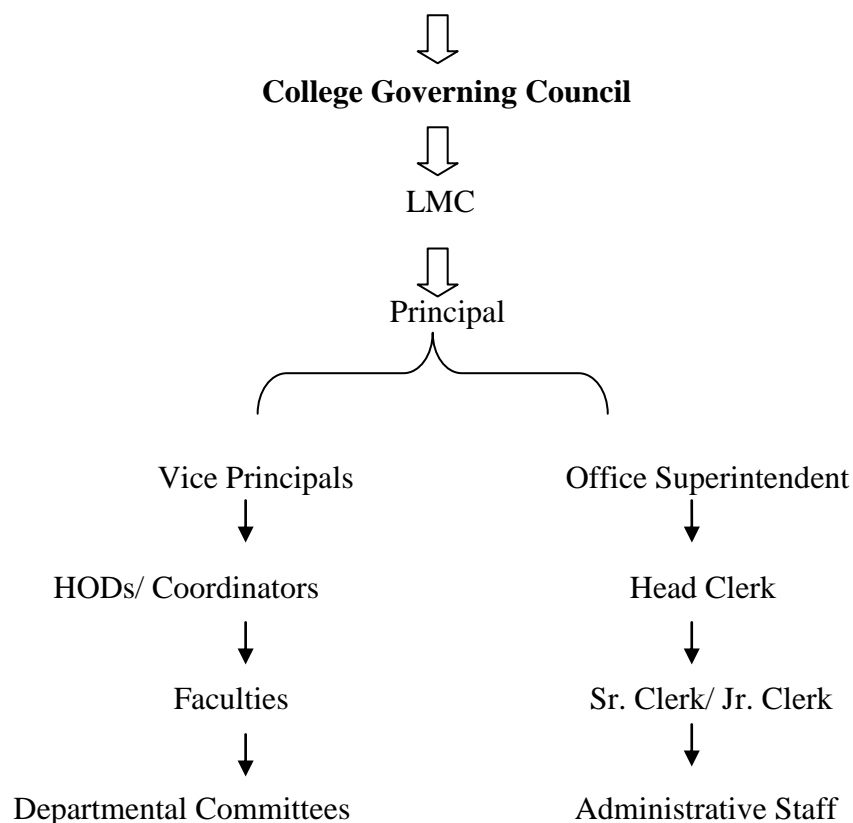 College Governing Council
LMC
Principal
Vice Principals Office Superintendent
HODs/ Coordinators Head Clerk
Faculties Sr. Clerk/ Jr. Clerk
Departmental Committees Administrative Staff